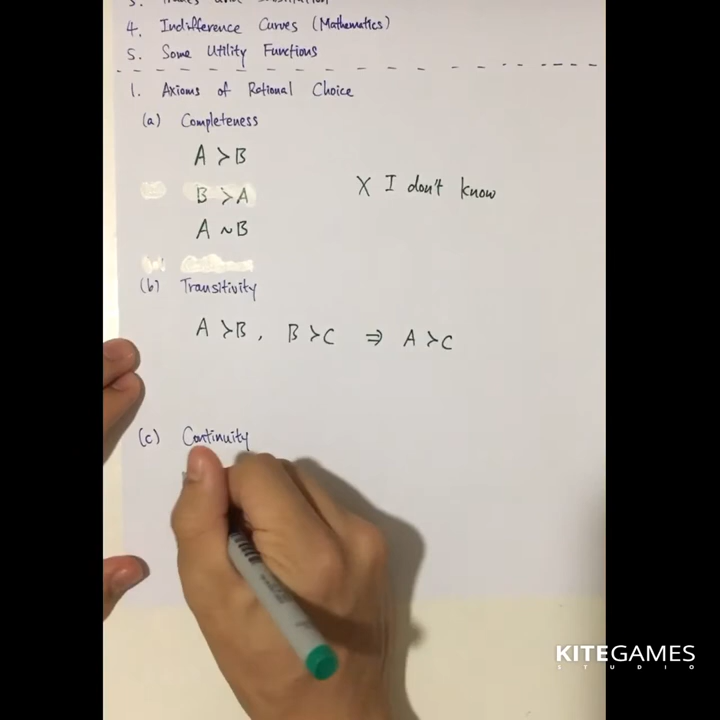 4. Indifference Curves (Mathematics)
5. Some Utility Functions
1. Axioms of Rational Choice
(a) Completeness
A ≻ B
B ≻ A
X I don't know
A ~ B
(b) Transitivity
A ≻ B, B ≻ C ⇒ A ≻ C
(c) Continuity
KITEGAMES
STUDIO